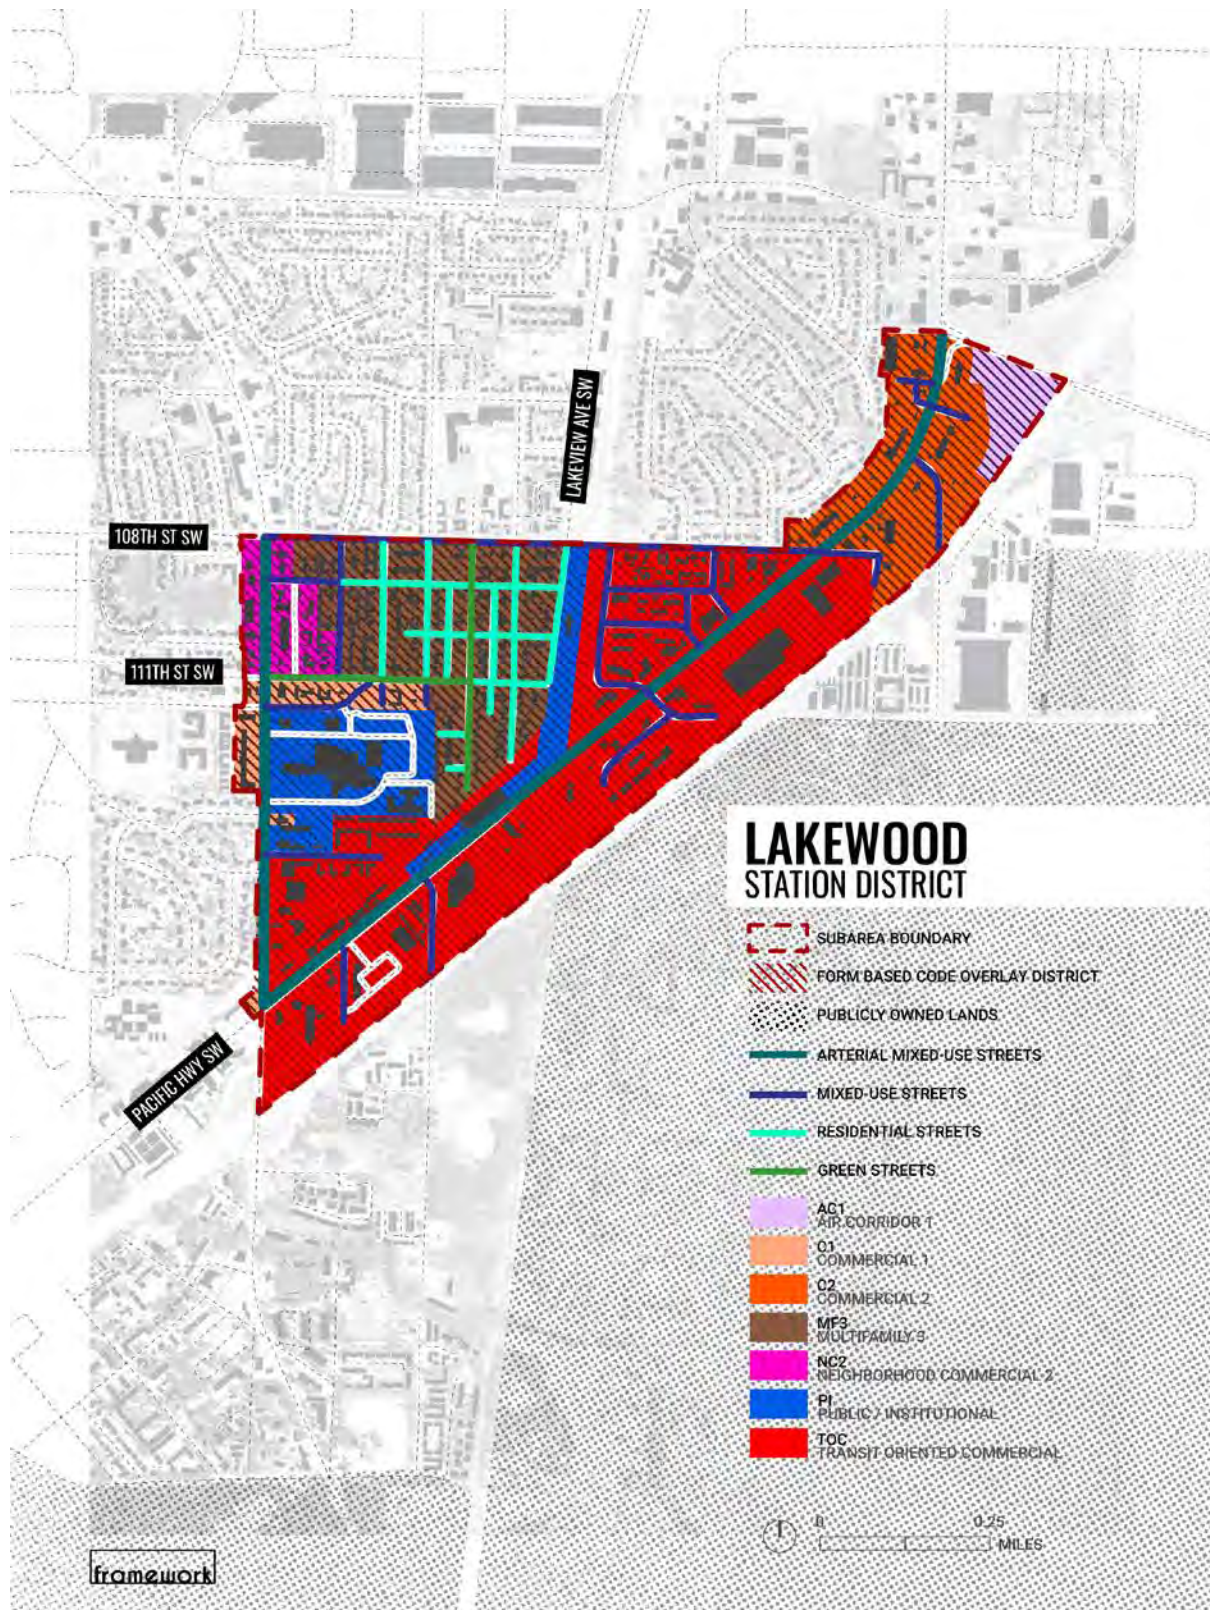 LAKEVIEW AVE SW
108TH ST SW
111TH ST SW
PACIFIC HWY SW
LAKEWOOD
STATION DISTRICT
SUBAREA BOUNDARY
FORM BASED CODE OVERLAY DISTRICT
PUBLICLY OWNED LANDS
ARTERIAL MIXED-USE STREETS
MIXED-USE STREETS
RESIDENTIAL STREETS
GREEN STREETS
AC1
AIR CORRIDOR 1
C1
COMMERCIAL 1
C2
COMMERCIAL 2
MF3
MULTIFAMILY 3
NC2
NEIGHBORHOOD COMMERCIAL 2
PI
PUBLIC / INSTITUTIONAL
TOC
TRANSIT ORIENTED COMMERCIAL
0 0.25
MILES
framework